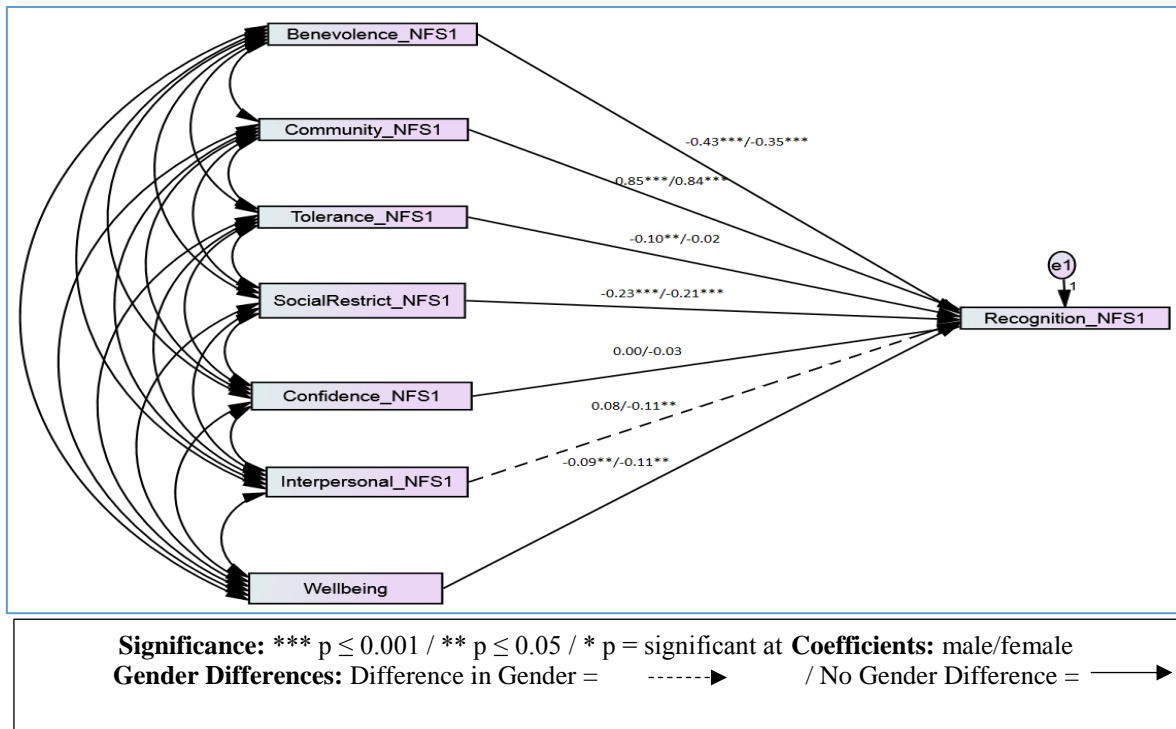 Benevolence_NFS1
Community_NFS1
-0.43***/-0.35***
0.85***/0.84***
Tolerance_NFS1
-0.10**/-0.02
e1
1
SocialRestrict_NFS1
-0.23***/-0.21***
Recognition_NFS1
0.00/-0.03
Confidence_NFS1
0.08/-0.11**
-0.09**/-0.11**
Interpersonal_NFS1
Wellbeing
Significance: *** p ≤ 0.001 / ** p ≤ 0.05 / * p = significant at Coefficients: male/female
Gender Differences: Difference in Gender = / No Gender Difference =